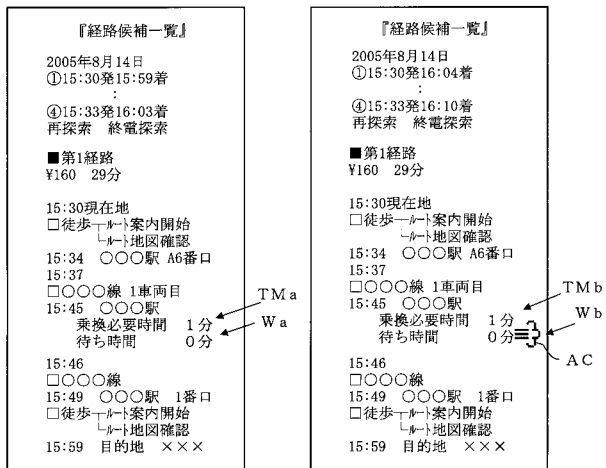 『経路候補一覧』
2005年8月14日
①15:30発15:59着
:
④15:33発16:03着
再探索 終電探索
■第1経路
¥160 29分
15:30現在地
□徒歩┬ルート案内開始
└ルート地図確認
15:34 ○○○駅 A6番口
15:37
□○○○線 1車両目
15:45 ○○○駅
乗換必要時間 1分
待ち時間 0分
15:46
□○○○線
15:49 ○○○駅 1番口
□徒歩┬ルート案内開始
└ルート地図確認
15:59 目的地 ×××
TMa
Wa
『経路候補一覧』
2005年8月14日
①15:30発16:04着
:
④15:33発16:10着
再探索 終電探索
■第1経路
¥160 29分
15:30現在地
□徒歩┬ルート案内開始
└ルート地図確認
15:34 ○○○駅 A6番口
15:37
□○○○線 1車両目
15:45 ○○○駅
乗換必要時間 1分
待ち時間 0分
15:46
□○○○線
15:49 ○○○駅 1番口
□徒歩┬ルート案内開始
└ルート地図確認
15:59 目的地 ×××
TMb
Wb
AC